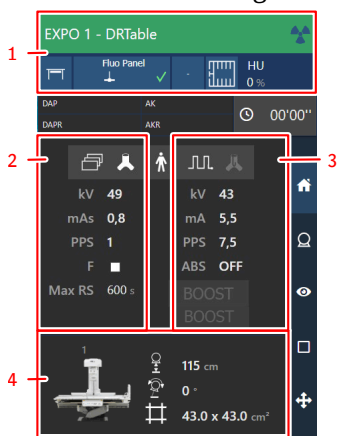 EXPO 1 - DRTable
1
Fluo Panel
HU
0 %
DAP
AK
00'00''
DAPR
AKR
2
3
kV 49
kV 43
mAs 0,8
mA 5,5
PPS 1
PPS 7,5
F
ABS OFF
Max RS 600 s
BOOST
BOOST
4
1
115 cm
0 °
43.0 x 43.0 cm²